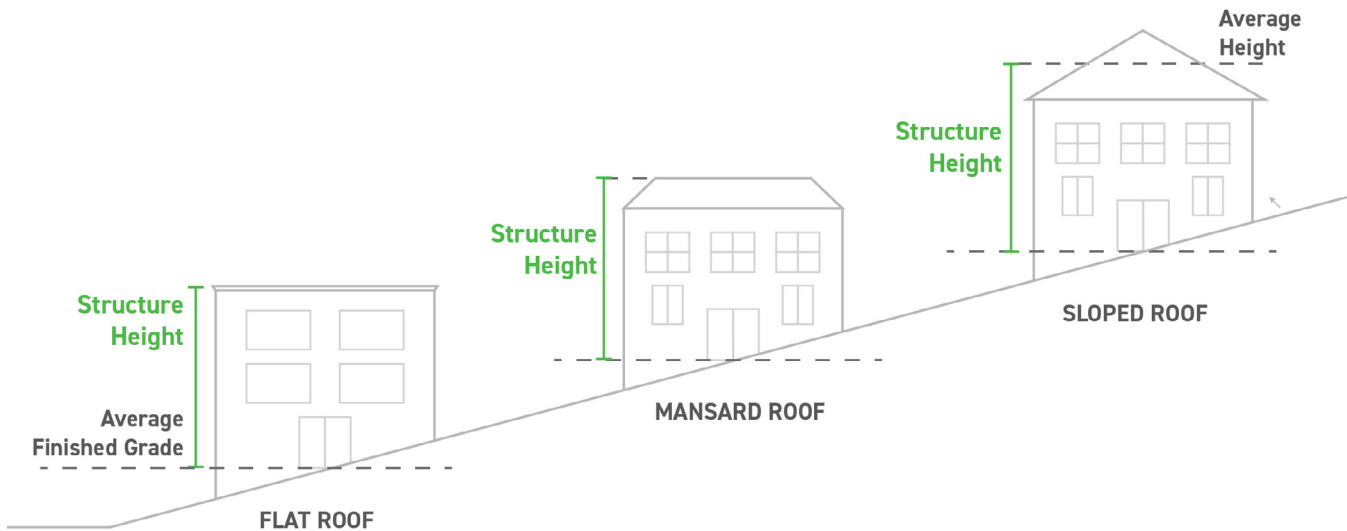 Average
Height
Structure
Height
Structure
Height
SLOPED ROOF
Structure
Height
MANSARD ROOF
Average
Finished Grade
FLAT ROOF